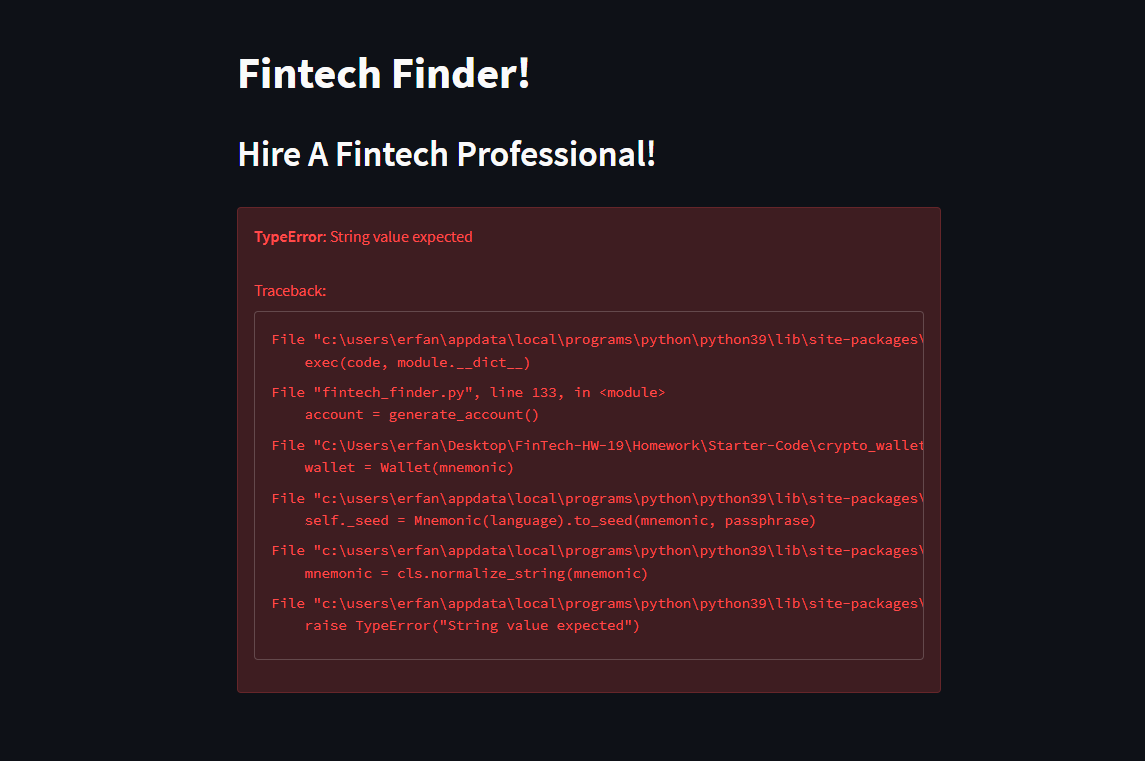 Fintech Finder!
Hire A Fintech Professional!
TypeError: String value expected
Traceback:
File "c:\users\erfan\appdata\local\programs\python\python39\lib\site-packages\
exec(code, module.__dict__)
File "fintech_finder.py", line 133, in <module>
account = generate_account()
File "C:\Users\erfan\Desktop\FinTech-HW-19\Homework\Starter-Code\crypto_wallet
wallet = Wallet(mnemonic)
File "c:\users\erfan\appdata\local\programs\python\python39\lib\site-packages\
self._seed = Mnemonic(language).to_seed(mnemonic, passphrase)
File "c:\users\erfan\appdata\local\programs\python\python39\lib\site-packages\
mnemonic = cls.normalize_string(mnemonic)
File "c:\users\erfan\appdata\local\programs\python\python39\lib\site-packages\
raise TypeError("String value expected")